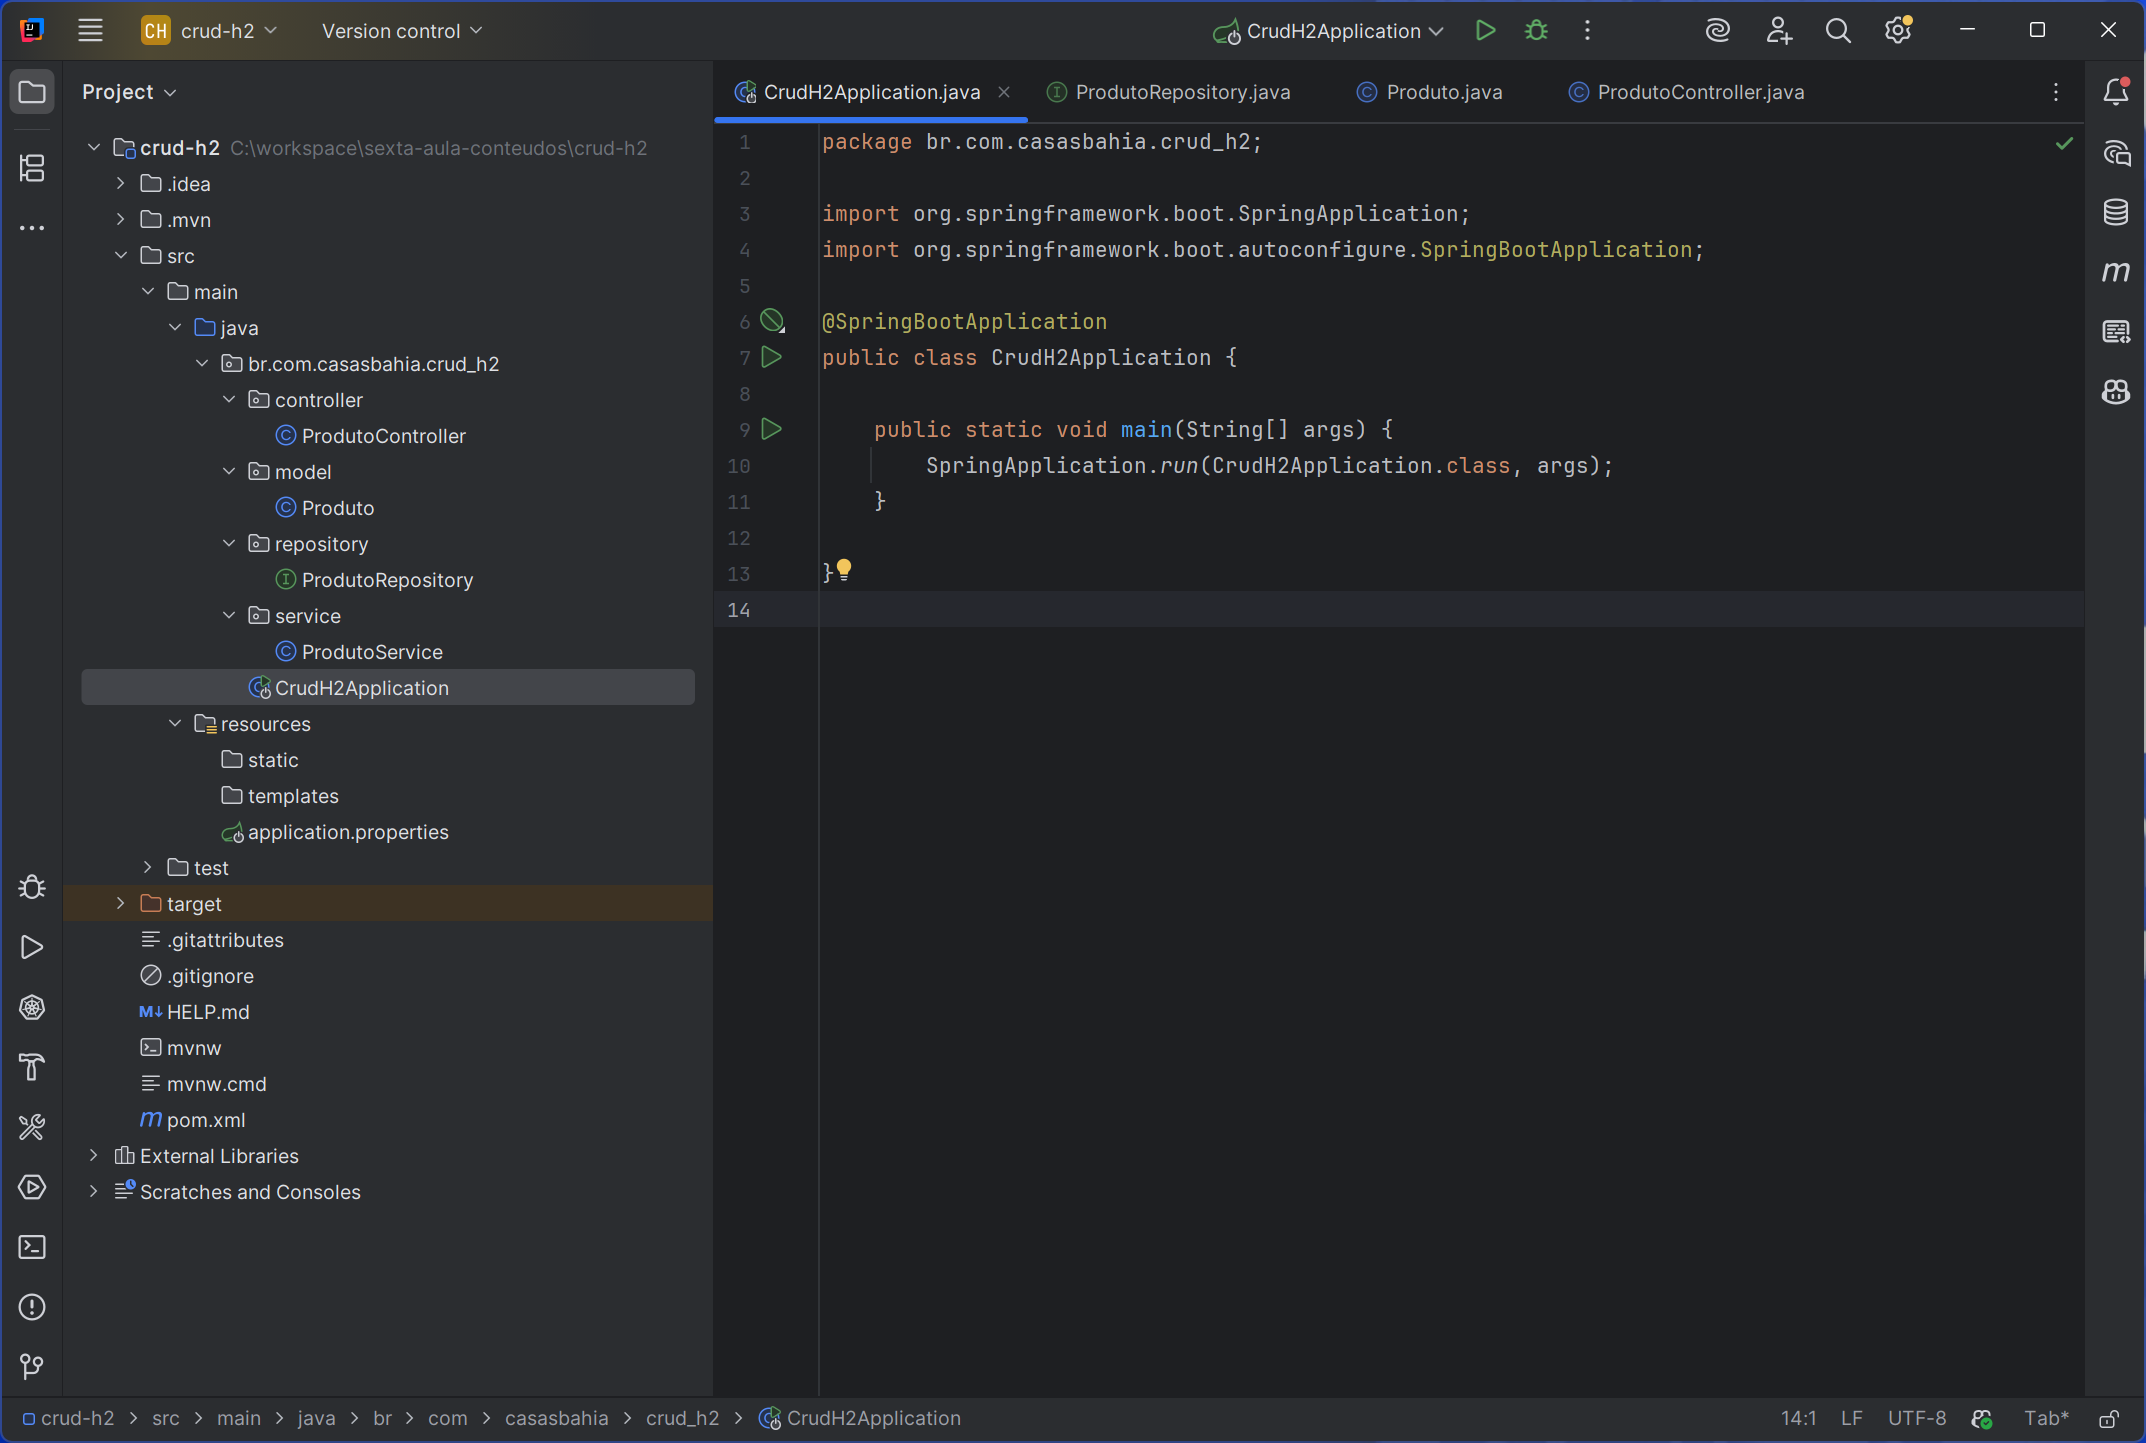 CH crud-h2 Version control CrudH2Application
Project
CrudH2Application.java ProdutoRepository.java Produto.java ProdutoController.java
crud-h2 C:\workspace\sexta-aula-conteudos\crud-h2
.idea
.mvn
src
main
java
br.com.casasbahia.crud_h2
controller
ProdutoController
model
Produto
repository
ProdutoRepository
service
ProdutoService
CrudH2Application
resources
static
templates
application.properties
test
target
.gitattributes
.gitignore
M↓ HELP.md
mvnw
mvnw.cmd
m pom.xml
External Libraries
Scratches and Consoles
1 package br.com.casasbahia.crud_h2;
2
3 import org.springframework.boot.SpringApplication;
4 import org.springframework.boot.autoconfigure.SpringBootApplication;
5
6 @SpringBootApplication
7 public class CrudH2Application {
8
9 public static void main(String[] args) {
10 SpringApplication.run(CrudH2Application.class, args);
11 }
12
13 }
14
m
crud-h2 > src > main > java > br > com > casasbahia > crud_h2 > CrudH2Application
14:1 LF UTF-8 Tab*